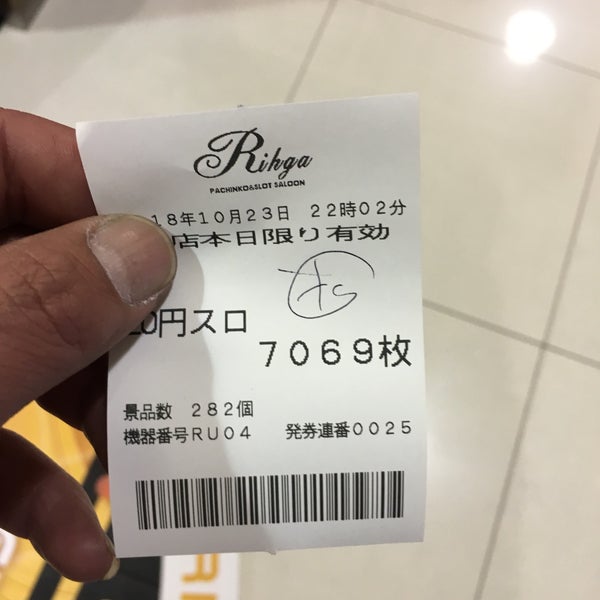 Rihga
PACHINKO&SLOT SALOON
18年10月23日 22時02分
店本日限り有効
0円スロ
7069枚
景品数 282個
機器番号RU04 発券連番0025